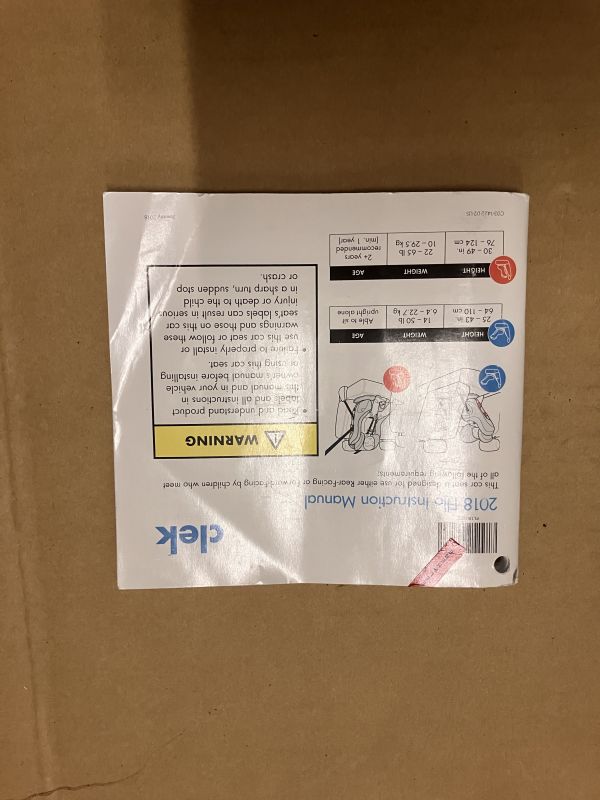 clek
2018 Fllo Instruction Manual
This car seat is designed for use either Rear-Facing or Forward-Facing by children who meet
all of the following requirements:
WARNING
• Read and understand product
labels and all instructions in
this manual and in your vehicle
owner's manual before installing
or using this car seat.
• Failure to properly install or
use this car seat or follow these
warnings and those on this car
seat's labels can result in serious
injury or death to the child
in a sharp turn, sudden stop
or crash.
HEIGHT WEIGHT AGE
25 – 43 in. 14 – 50 lb Able to sit
64 – 110 cm 6.4 – 22.7 kg upright alone
HEIGHT WEIGHT AGE
30 – 49 in. 22 – 65 lb 2+ years
76 – 124 cm 10 – 29.5 kg recommended
[min. 1 year]
January 2018